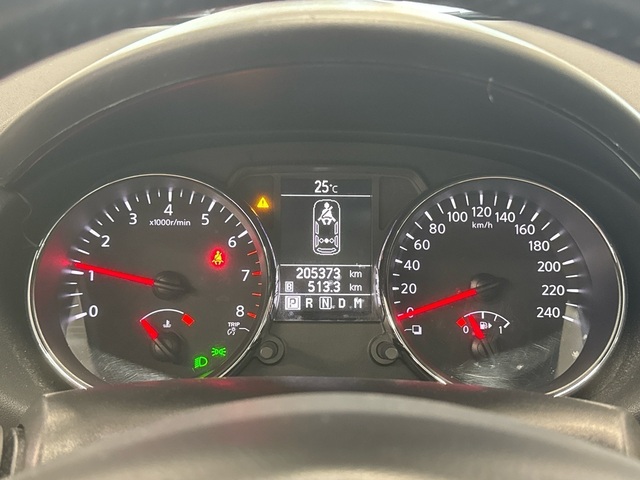 25°C
0 1 2 3 4 5 6 7 8
x1000r/min
TRIP
205373 km
B 513.3 km
P R N D M
0 20 40 60 80 100 120 140 160 180 200 220 240
km/h
0 1